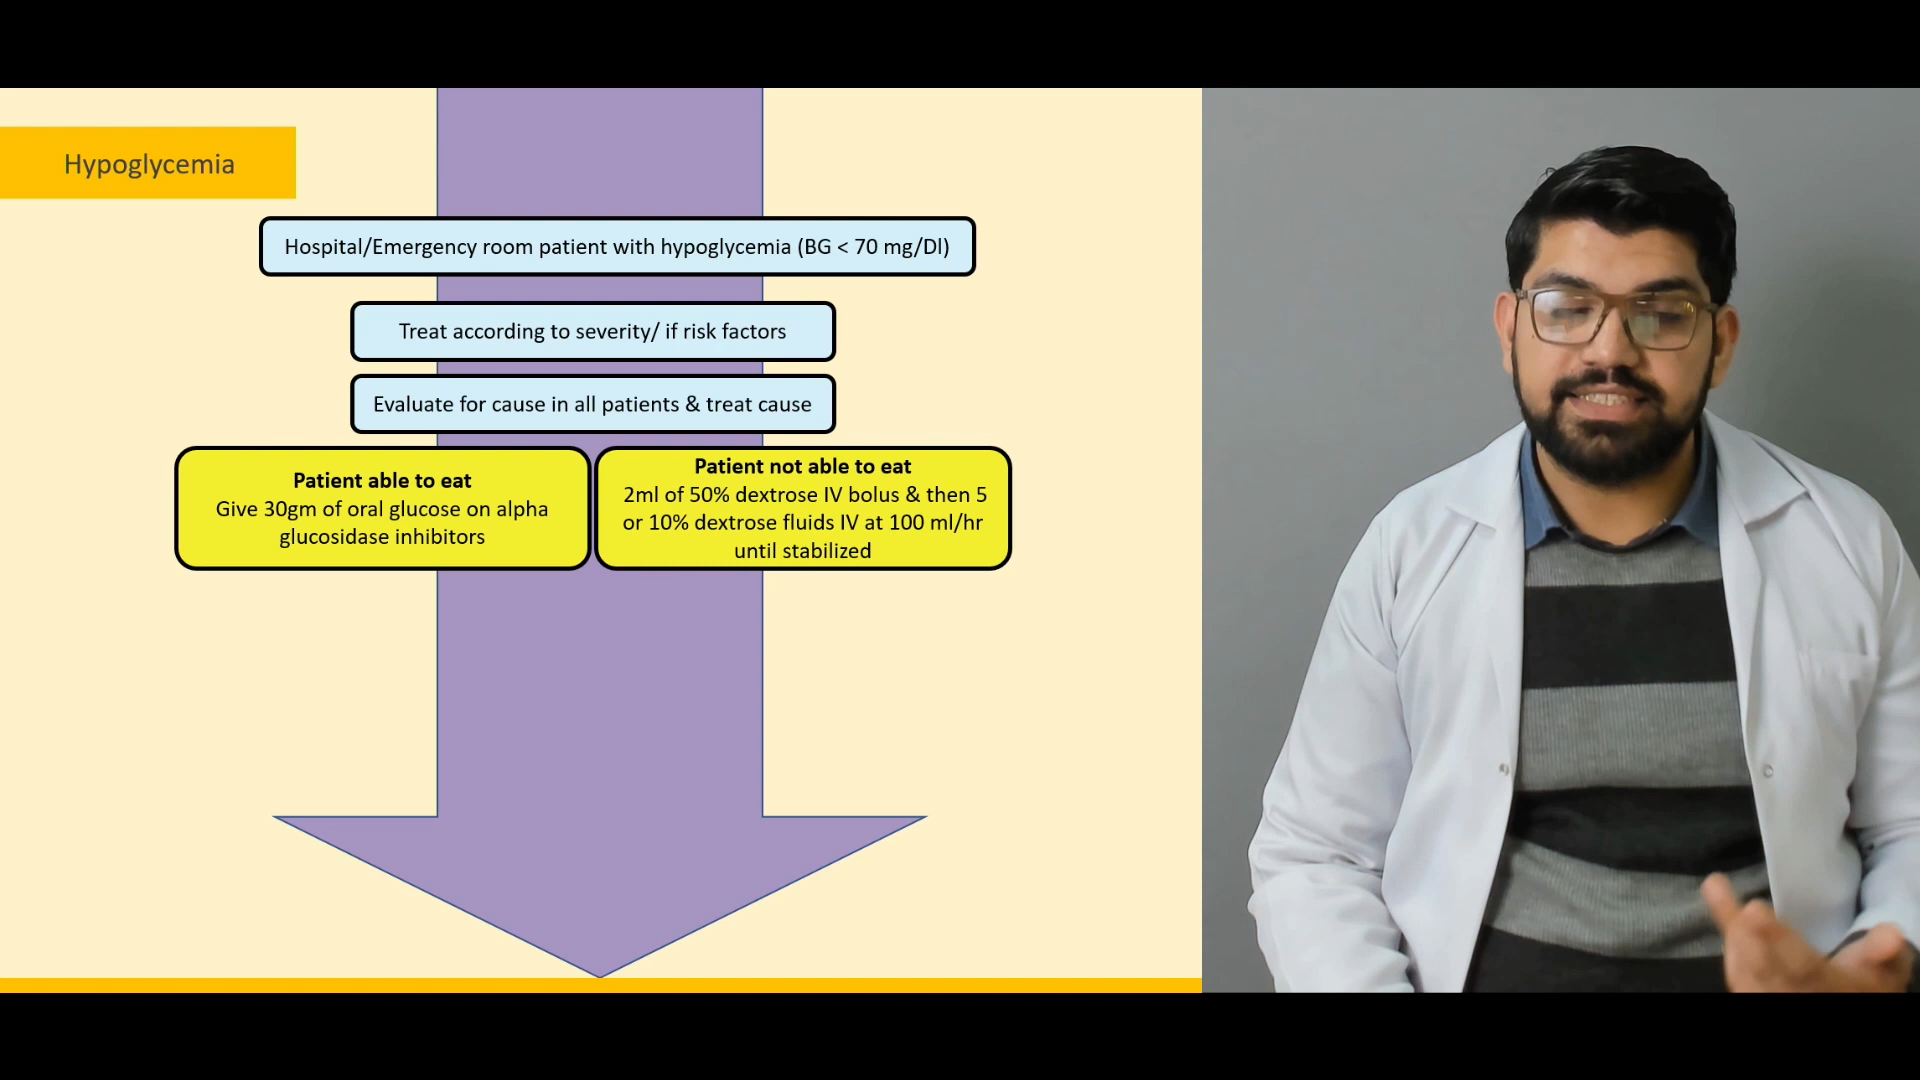 Hypoglycemia
Hospital/Emergency room patient with hypoglycemia (BG < 70 mg/Dl)
Treat according to severity/ if risk factors
Evaluate for cause in all patients & treat cause
Patient able to eat
Give 30gm of oral glucose on alpha
glucosidase inhibitors
Patient not able to eat
2ml of 50% dextrose IV bolus & then 5
or 10% dextrose fluids IV at 100 ml/hr
until stabilized